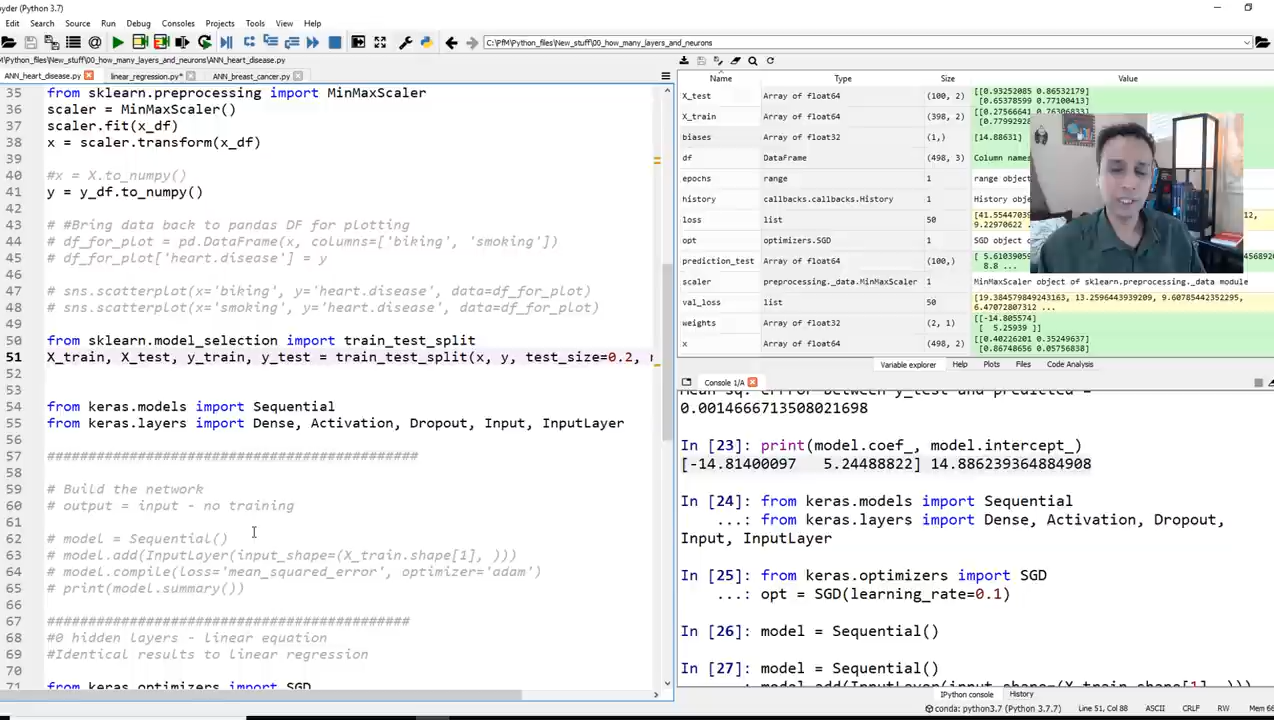 pyder (Python 3.7)
Edit Search Source Run Debug Consoles Projects Tools View Help
C:\PfM\Python_files\New_stuff\00_how_many_layers_and_neurons
M\Python_files\New_stuff\00_how_many_layers_and_neurons\ANN_heart_disease.py
ANN_heart_disease.py linear_regression.py* ANN_breast_cancer.py
35 from sklearn.preprocessing import MinMaxScaler
36 scaler = MinMaxScaler()
37 scaler.fit(x_df)
38 x = scaler.transform(x_df)
39
40 #x = X.to_numpy()
41 y = y_df.to_numpy()
42
43 # #Bring data back to pandas DF for plotting
44 # df_for_plot = pd.DataFrame(x, columns=['biking', 'smoking'])
45 # df_for_plot['heart.disease'] = y
46
47 # sns.scatterplot(x='biking', y='heart.disease', data=df_for_plot)
48 # sns.scatterplot(x='smoking', y='heart.disease', data=df_for_plot)
49
50 from sklearn.model_selection import train_test_split
51 X_train, X_test, y_train, y_test = train_test_split(x, y, test_size=0.2,
52
53
54 from keras.models import Sequential
55 from keras.layers import Dense, Activation, Dropout, Input, InputLayer
56
57 #############################################
58
59 # Build the network
60 # output = input - no training
61
62 # model = Sequential()
63 # model.add(InputLayer(input_shape=(X_train.shape[1], )))
64 # model.compile(loss='mean_squared_error', optimizer='adam')
65 # print(model.summary())
66
67 ############################################
68 #0 hidden layers - linear equation
69 #Identical results to linear regression
70
71 from keras.optimizers import SGD
Name Type Size Value
X_test Array of float64 (100, 2) [[0.93252085 0.86532179] [0.65378599 0.77100413]
X_train Array of float64 (398, 2) [[0.27566641 0.76306833] [0.77992928
biases Array of float32 (1,) [14.88631]
df DataFrame (498, 3) Column names
epochs range 1 range object
history callbacks.callbacks.History 1 History obje
loss list 50 [41.55447039 12, 9.22970622
opt optimizers.SGD 1 SGD object
prediction_test Array of float64 (100,) [ 5.61039059 8.8 ...
scaler preprocessing._data.MinMaxScaler 1 MinMaxScaler object of sklearn.preprocessing._data module
val_loss list 50 [19.384579849243163, 13.2596443939209, 9.60785442352295, 6.47072807312 ...
weights Array of float32 (2, 1) [[-14.805574] [ 5.25939 ]]
x Array of float64 (498, 2) [[0.40226201 0.35249637] [0.86748656 0.05756838]
Variable explorer Help Plots Files Code Analysis
Console 1/A
Mean sq. error between y_test and predicted =
0.0014666713508021698
In [23]: print(model.coef_, model.intercept_)
[-14.81400097 5.24488822] 14.886239364884908
In [24]: from keras.models import Sequential
...: from keras.layers import Dense, Activation, Dropout,
Input, InputLayer
In [25]: from keras.optimizers import SGD
...: opt = SGD(learning_rate=0.1)
In [26]: model = Sequential()
In [27]: model = Sequential()
...: model.add(InputLayer(input_shape=(X_train.shape[1], )))
IPython console History
conda: python3.7 (Python 3.7.7) Line 51, Col 88 ASCII CRLF RW Mem 66